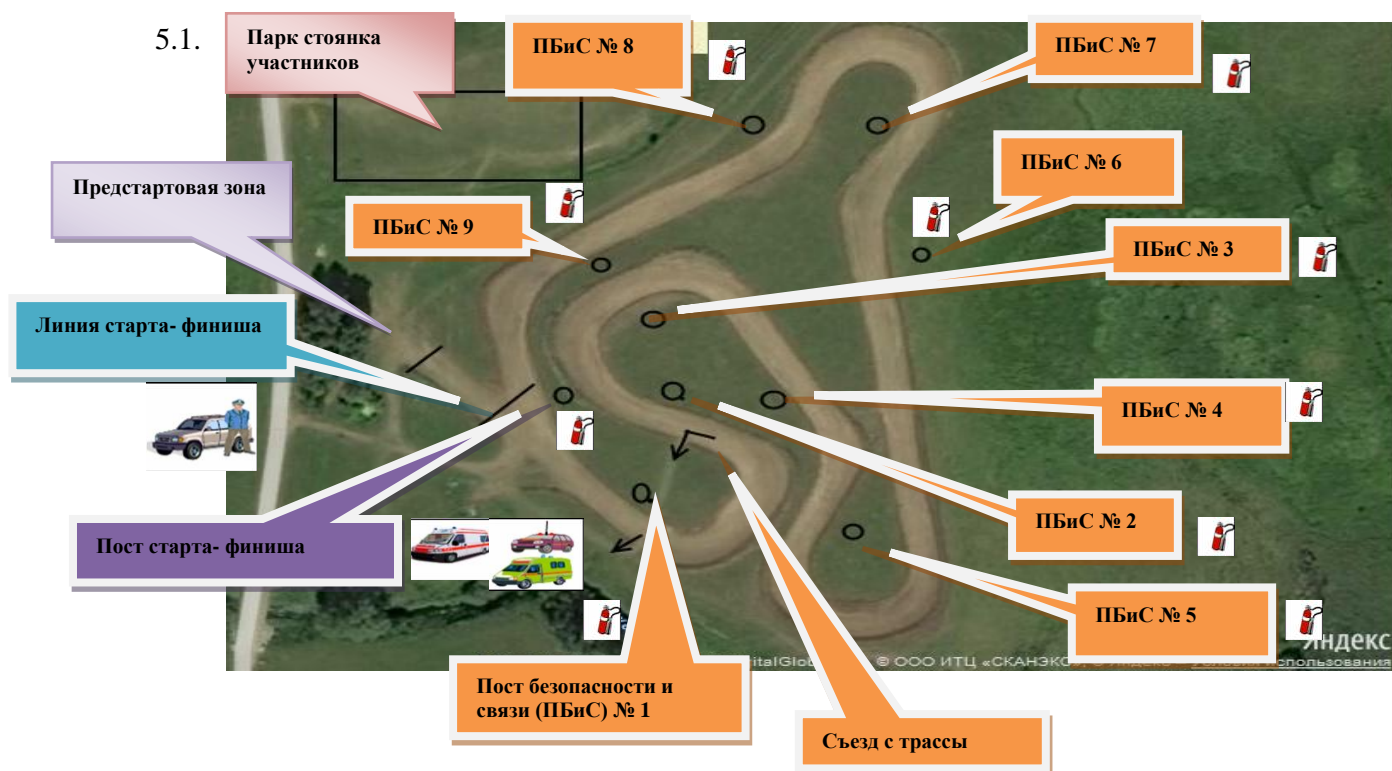 5.1.
Парк стоянка
участников
ПБиС № 8
ПБиС № 7
ПБиС № 6
Предстартовая зона
ПБиС № 9
ПБиС № 3
Линия старта- финиша
ПБиС № 4
ПБиС № 2
Пост старта- финиша
ПБиС № 5
Яндекс
© ООО ИТЦ «СКАНЭКС
использования
Пост безопасности и
связи (ПБиС) № 1
Съезд с трассы